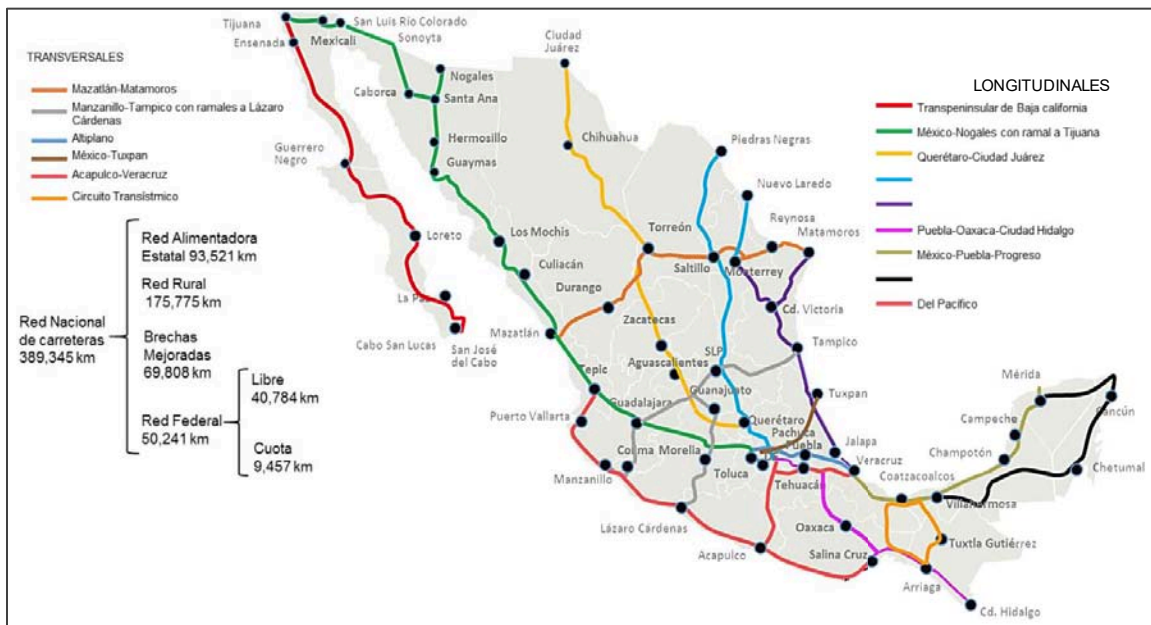 Tijuana
San Luis Río Colorado
Ensenada
Mexicali
Sonoyta
Ciudad
Juárez
TRANSVERSALES
Mazatlán-Matamoros
Manzanillo-Tampico con ramales a Lázaro
Cárdenas
Altiplano
México-Tuxpan
Acapulco-Veracruz
Circuito Transístmico
LONGITUDINALES
Transpeninsular de Baja california
México-Nogales con ramal a Tijuana
Querétaro-Ciudad Juárez
Puebla-Oaxaca-Ciudad Hidalgo
México-Puebla-Progreso
Del Pacífico
Nogales
Caborca
Santa Ana
Hermosillo
Guaymas
Chihuahua
Piedras Negras
Guerrero
Negro
Nuevo Laredo
Loreto
Los Mochis
Torreón
Reynosa
Matamoros
Culiacán
Saltillo
Monterrey
Durango
La Pa
Zacatecas
Cd. Victoria
Mazatlán
Cabo San Lucas
San José
del Cabo
SLP
Tampico
Aguascalientes
Tepic
Guanajuato
Guadalajara
Tuxpan
Mérida
Cancún
Puerto Vallarta
Querétaro
Pachuca
Puebla
Campeche
Jalapa
Colima
Morelia
Veracruz
Champotón
Manzanillo
Toluca
Tehuacán
Coatzacoalcos
Chetumal
Villahermosa
Lázaro Cárdenas
Oaxaca
Tuxtla Gutiérrez
Acapulco
Salina Cruz
Arriaga
Cd. Hidalgo
Red Nacional
de carreteras
389,345 km
Red Alimentadora
Estatal 93,521 km
Red Rural
175,775 km
Brechas
Mejoradas
69,808 km
Red Federal
50,241 km
Libre
40,784 km
Cuota
9,457 km